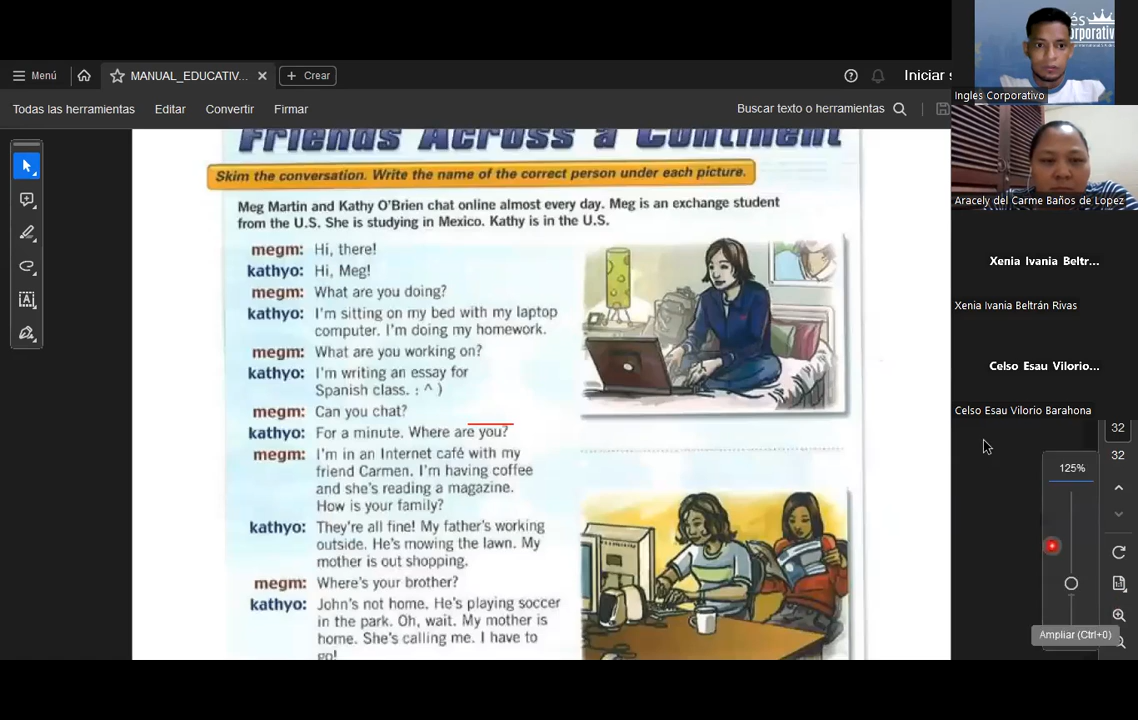 Menú
MANUAL_EDUCATIV...
Crear
Iniciar s
Todas las herramientas
Editar
Convertir
Firmar
Buscar texto o herramientas
Friends Across a Continent
Skim the conversation. Write the name of the correct person under each picture.
Meg Martin and Kathy O'Brien chat online almost every day. Meg is an exchange student
from the U.S. She is studying in Mexico. Kathy is in the U.S.
megm: Hi, there!
kathyo: Hi, Meg!
megm: What are you doing?
kathyo: I'm sitting on my bed with my laptop
computer. I'm doing my homework.
megm: What are you working on?
kathyo: I'm writing an essay for
Spanish class. : ^ )
megm: Can you chat?
kathyo: For a minute. Where are you?
megm: I'm in an Internet café with my
friend Carmen. I'm having coffee
and she's reading a magazine.
How is your family?
kathyo: They're all fine! My father's working
outside. He's mowing the lawn. My
mother is out shopping.
megm: Where's your brother?
kathyo: John's not home. He's playing soccer
in the park. Oh, wait. My mother is
home. She's calling me. I have to
go!
és
orporativ
Ingles Corporativo
Aracely del Carme Baños de Lopez
Xenia Ivania Beltr...
Xenia Ivania Beltrán Rivas
Celso Esau Vilorio...
Celso Esau Vilorio Barahona
32
32
125%
Ampliar (Ctrl+0)